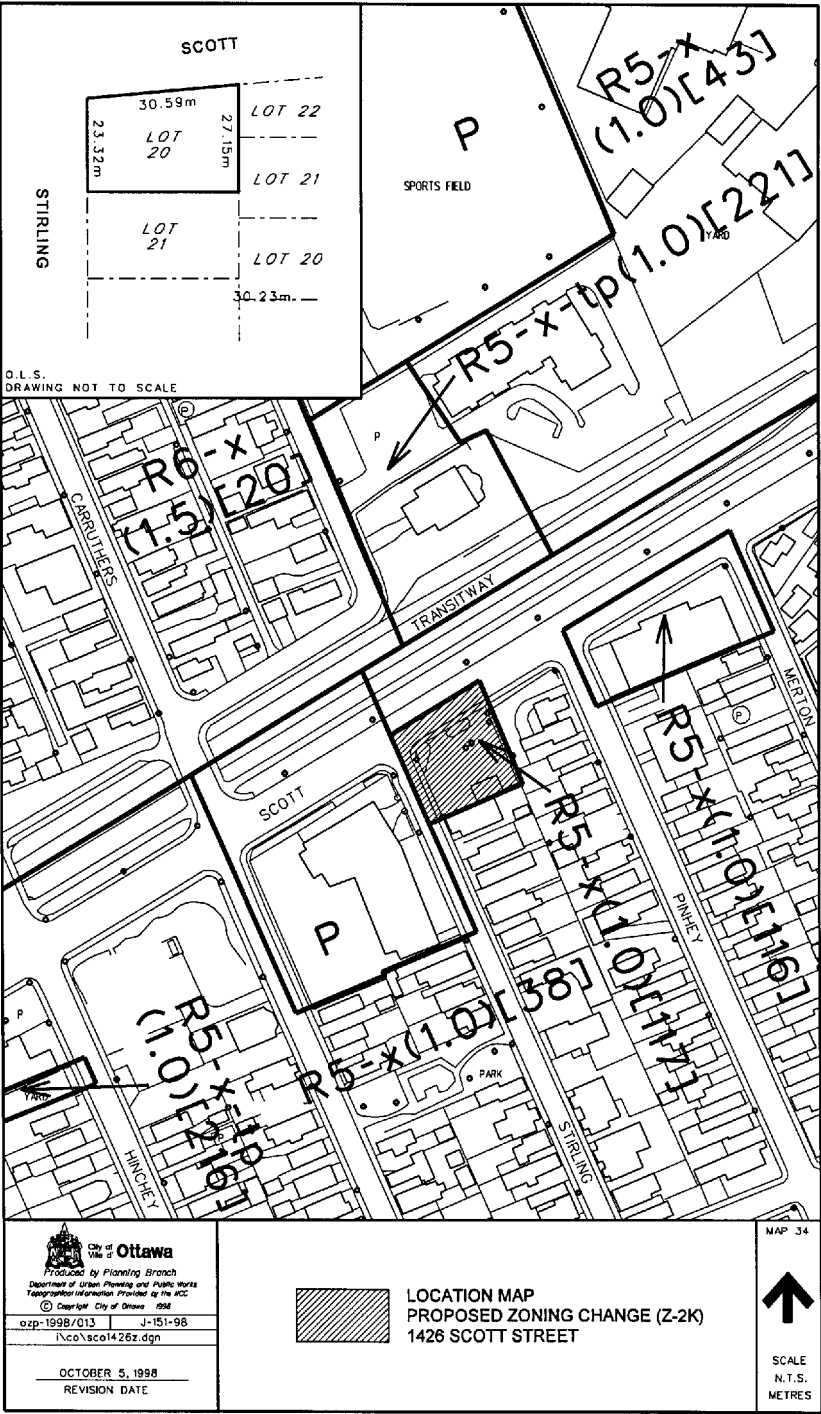 SCOTT
30.59m
LOT 22
23.32m
LOT
20
27.15m
LOT 21
STIRLING
LOT
21
LOT 20
30.23m.
O.L.S.
DRAWING NOT TO SCALE
R5-x
(1.0)[43]
P
SPORTS FIELD
YARD
R5-x-tp(1.0)[221]
P
P
R6-x
(1.5)[20]
CARRUTHERS
TRANSITWAY
MERTON
P
R5-x(1.0)[116]
SCOTT
R5-x(1.0)[117]
PINHEY
P
R5-x(1.0)[38]
P
R5-x-tp
(1.0)[216]
PARK
YARD
P
HINCHEY
STIRLING
City of
Ville d'
Ottawa
Produced by Planning Branch
Department of Urban Planning and Public Works
Topographical Information Provided by the NCC
© Copyright City of Ottawa 1998
ozp-1998/013
J-151-98
i\co\sco1426z.dgn
OCTOBER 5, 1998
REVISION DATE
LOCATION MAP
PROPOSED ZONING CHANGE (Z-2K)
1426 SCOTT STREET
MAP 34
SCALE
N.T.S.
METRES